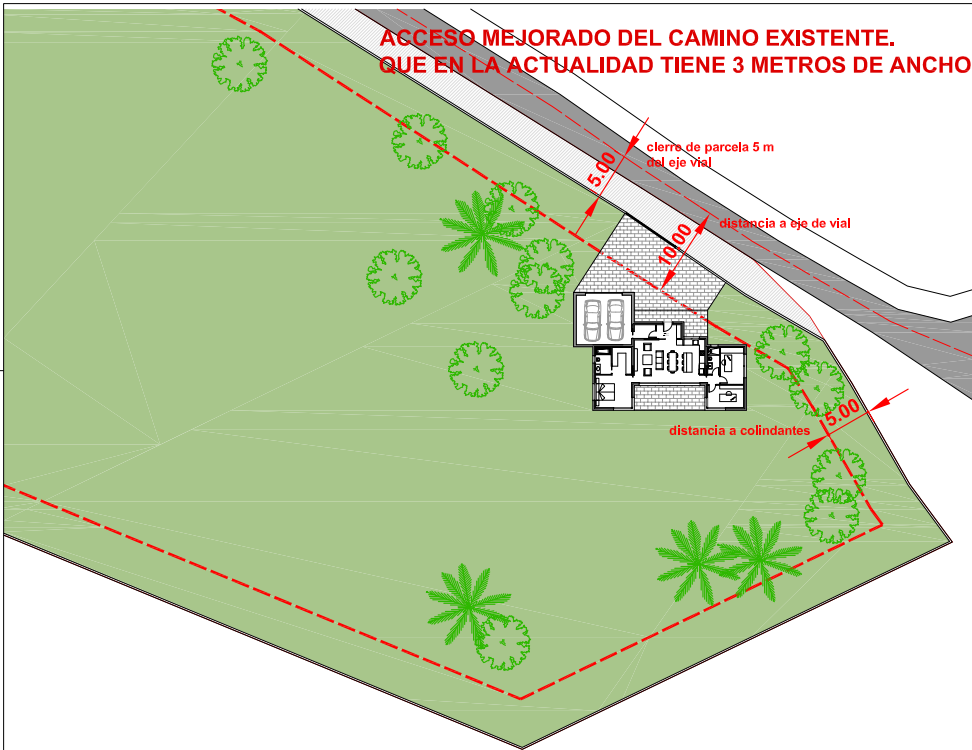 ACCESO MEJORADO DEL CAMINO EXISTENTE.
QUE EN LA ACTUALIDAD TIENE 3 METROS DE ANCHO
cierre de parcela 5 m
del eje vial
5.00
distancia a eje de vial
10.00
5.00
distancia a colindantes